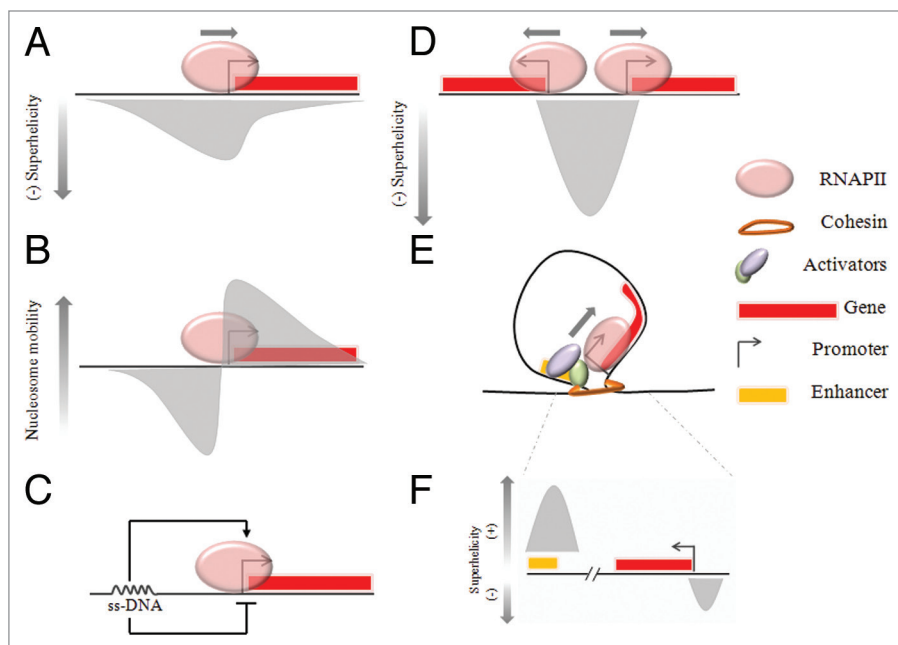 A
(-) Superhelicity
B
Nucleosome mobility
C
ss-DNA
D
(-) Superhelicity
E
RNAPII
Cohesin
Activators
Gene
Promoter
Enhancer
F
Superhelicity
(-) (+)